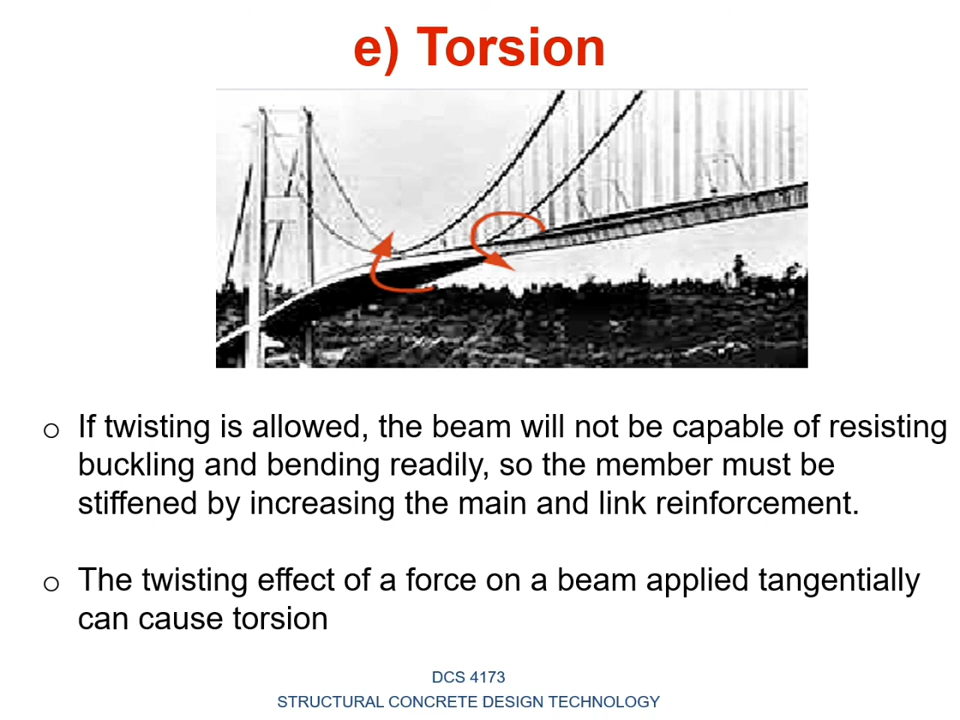 e) Torsion
o If twisting is allowed, the beam will not be capable of resisting
buckling and bending readily, so the member must be
stiffened by increasing the main and link reinforcement.
o The twisting effect of a force on a beam applied tangentially
can cause torsion
DCS 4173
STRUCTURAL CONCRETE DESIGN TECHNOLOGY